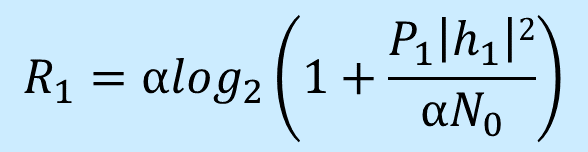 R₁ = αlog₂(1 + P₁|h₁|²/αN₀)